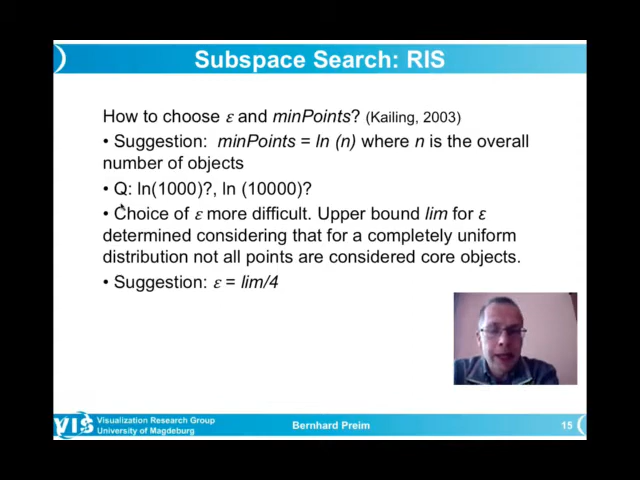 Subspace Search: RIS
How to choose ε and minPoints? (Kailing, 2003)
• Suggestion: minPoints = ln (n) where n is the overall
number of objects
• Q: ln(1000)?, ln (10000)?
• Choice of ε more difficult. Upper bound lim for ε
determined considering that for a completely uniform
distribution not all points are considered core objects.
• Suggestion: ε = lim/4
VIS
Visualization Research Group
University of Magdeburg
Bernhard Preim
15